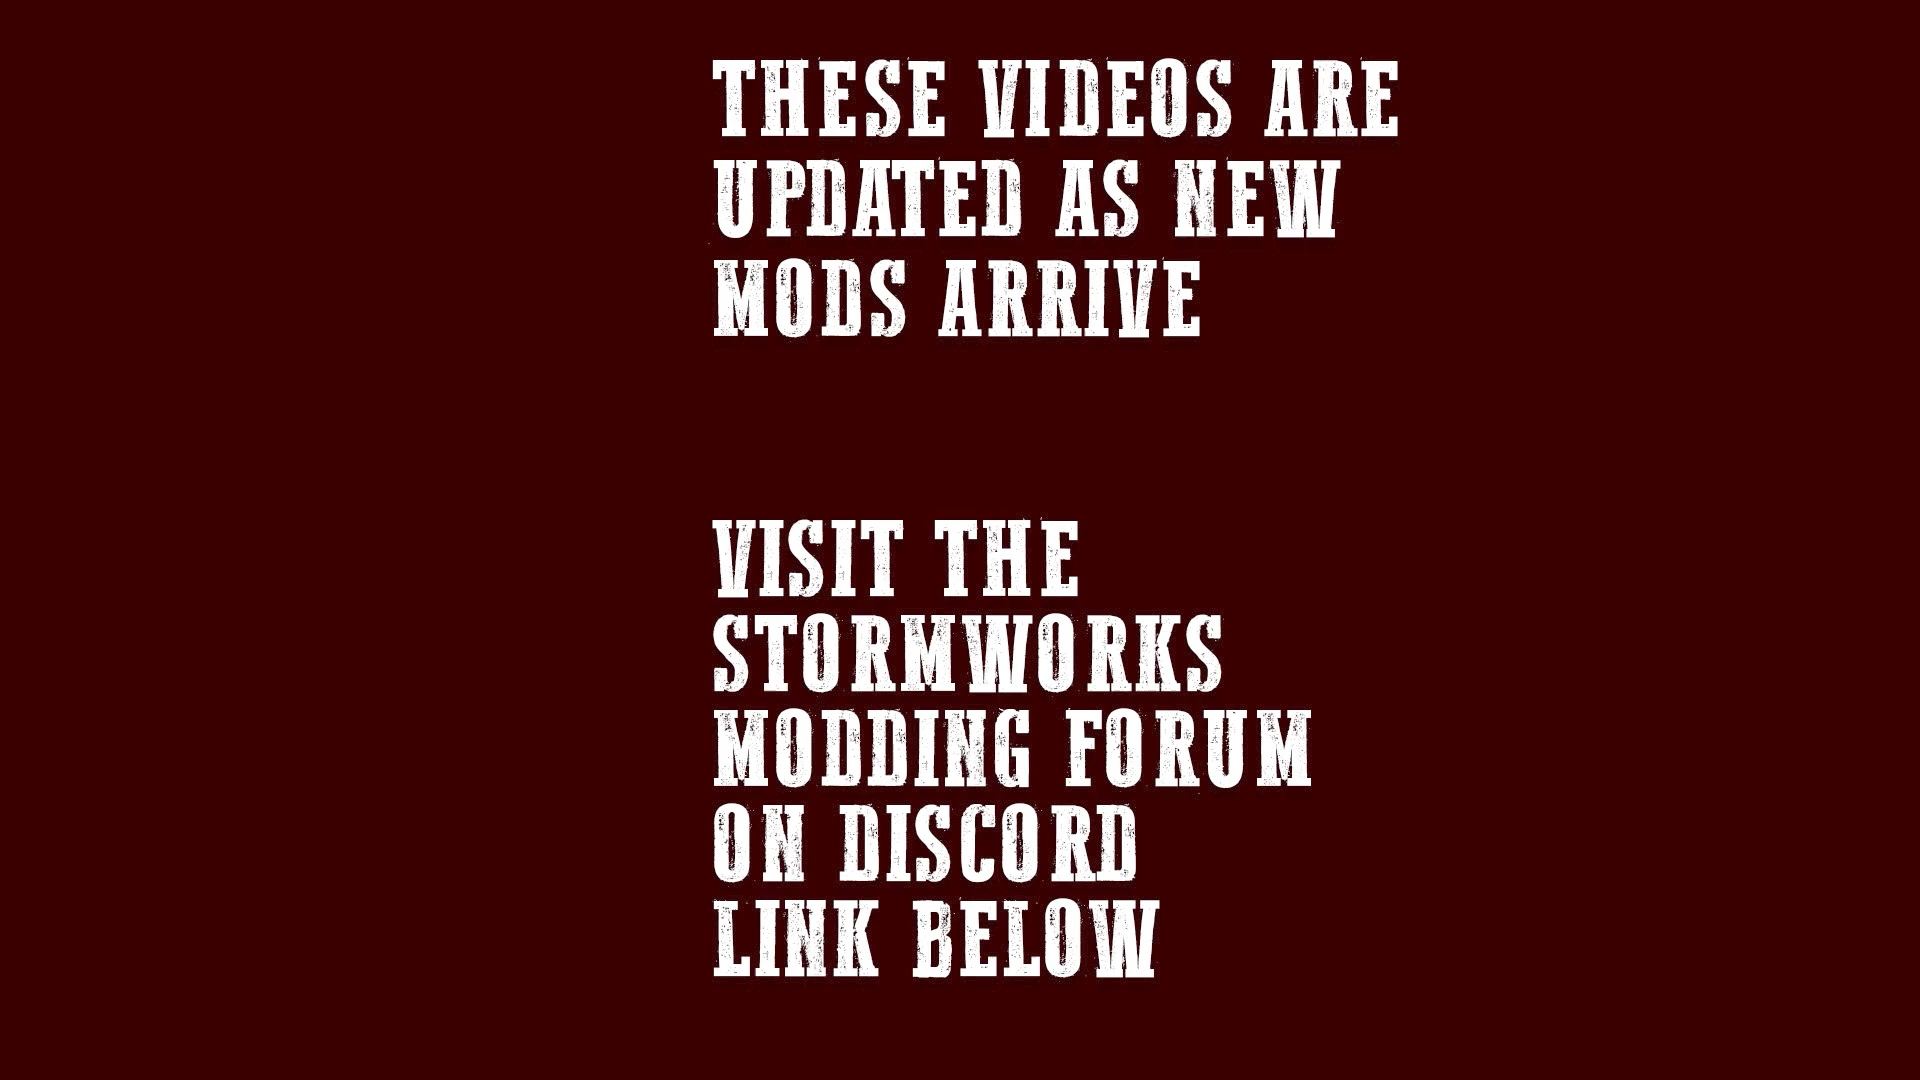 THESE VIDEOS ARE
UPDATED AS NEW
MODS ARRIVE
VISIT THE
STORMWORKS
MODDING FORUM
ON DISCORD
LINK BELOW